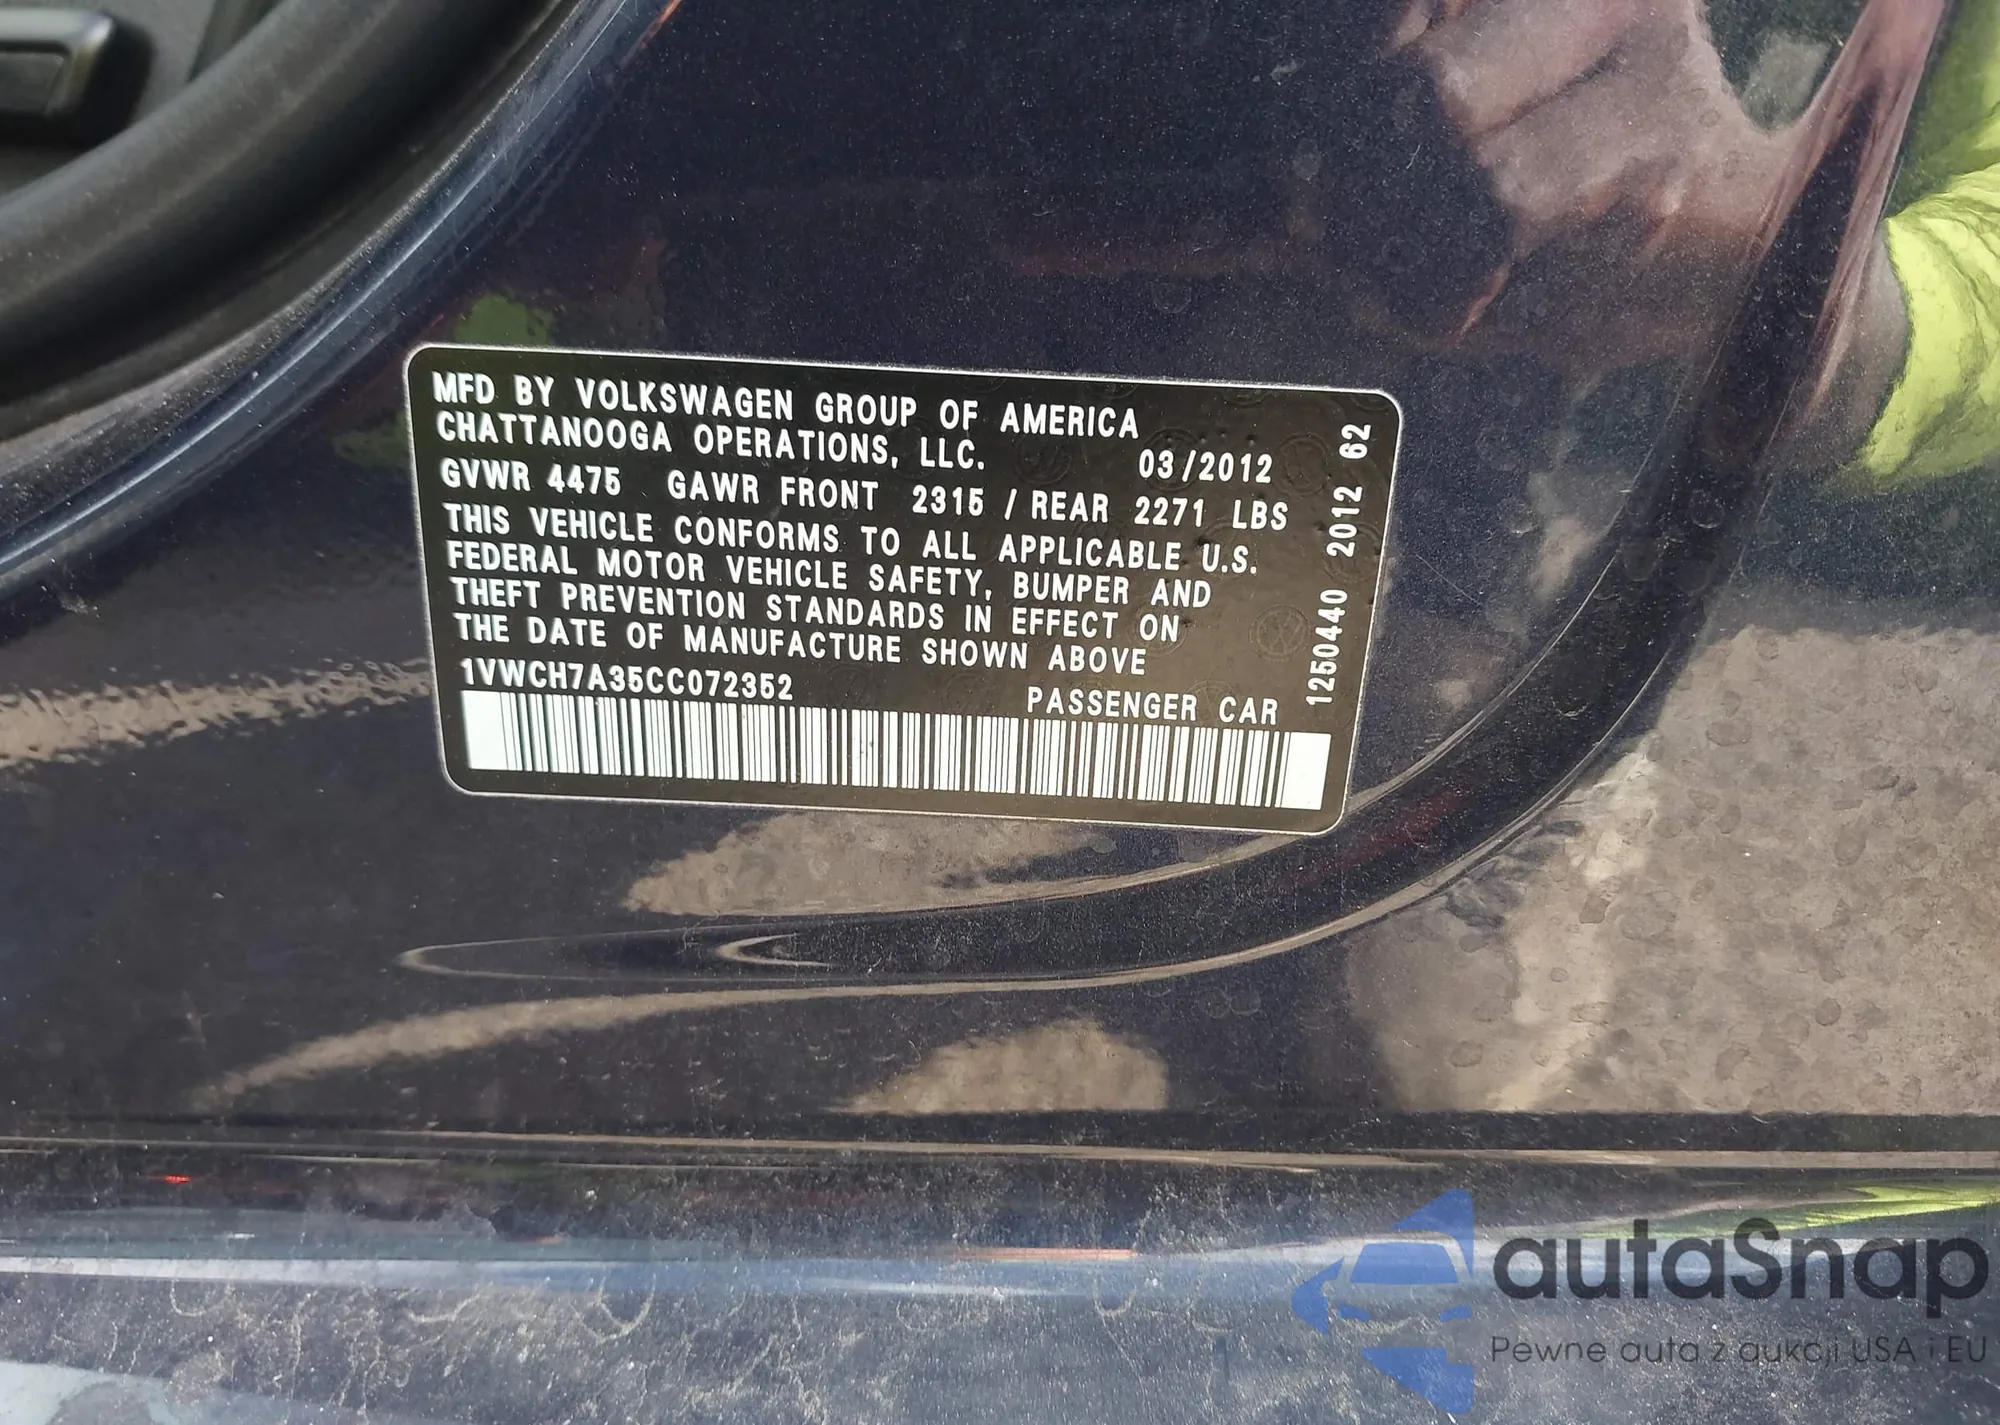 MFD BY VOLKSWAGEN GROUP OF AMERICA
CHATTANOOGA OPERATIONS, LLC. 03/2012
GVWR 4475 GAWR FRONT 2315 / REAR 2271 LBS
THIS VEHICLE CONFORMS TO ALL APPLICABLE U.S.
FEDERAL MOTOR VEHICLE SAFETY, BUMPER AND
THEFT PREVENTION STANDARDS IN EFFECT ON
THE DATE OF MANUFACTURE SHOWN ABOVE
1VWCH7A35CC072352 PASSENGER CAR
1250440 2012 62
autaSnap
Pewne auta z aukcji USA i EU